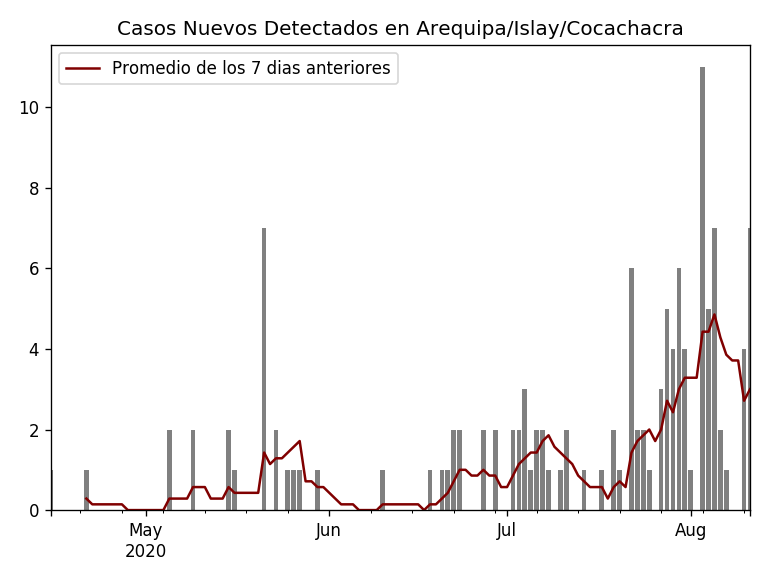 Casos Nuevos Detectados en Arequipa/Islay/Cocachacra
Promedio de los 7 dias anteriores
10
8
6
4
2
0
May
2020
Jun
Jul
Aug